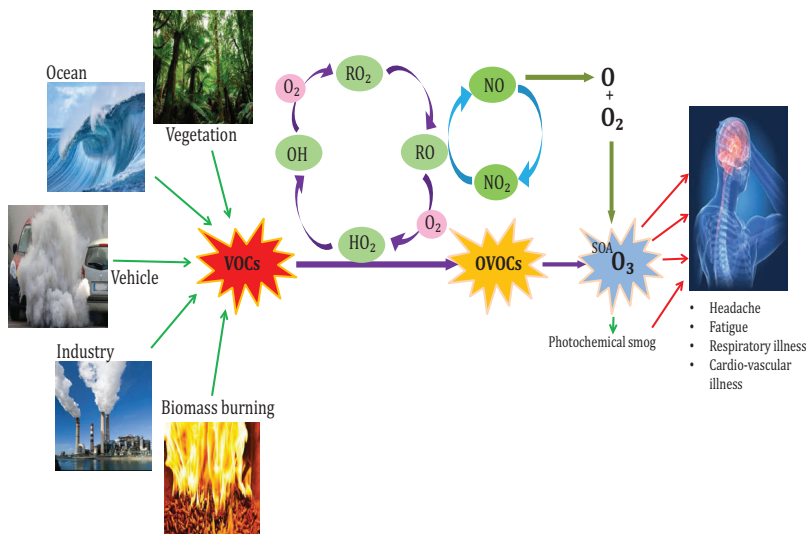 Ocean
Vegetation
Vehicle
Industry
Biomass burning
VOCs
O₂
RO₂
OH
RO
HO₂
O₂
NO
NO₂
O
+
O₂
OVOCs
SOA
O₃
Photochemical smog
• Headache
• Fatigue
• Respiratory illness
• Cardio-vascular
illness